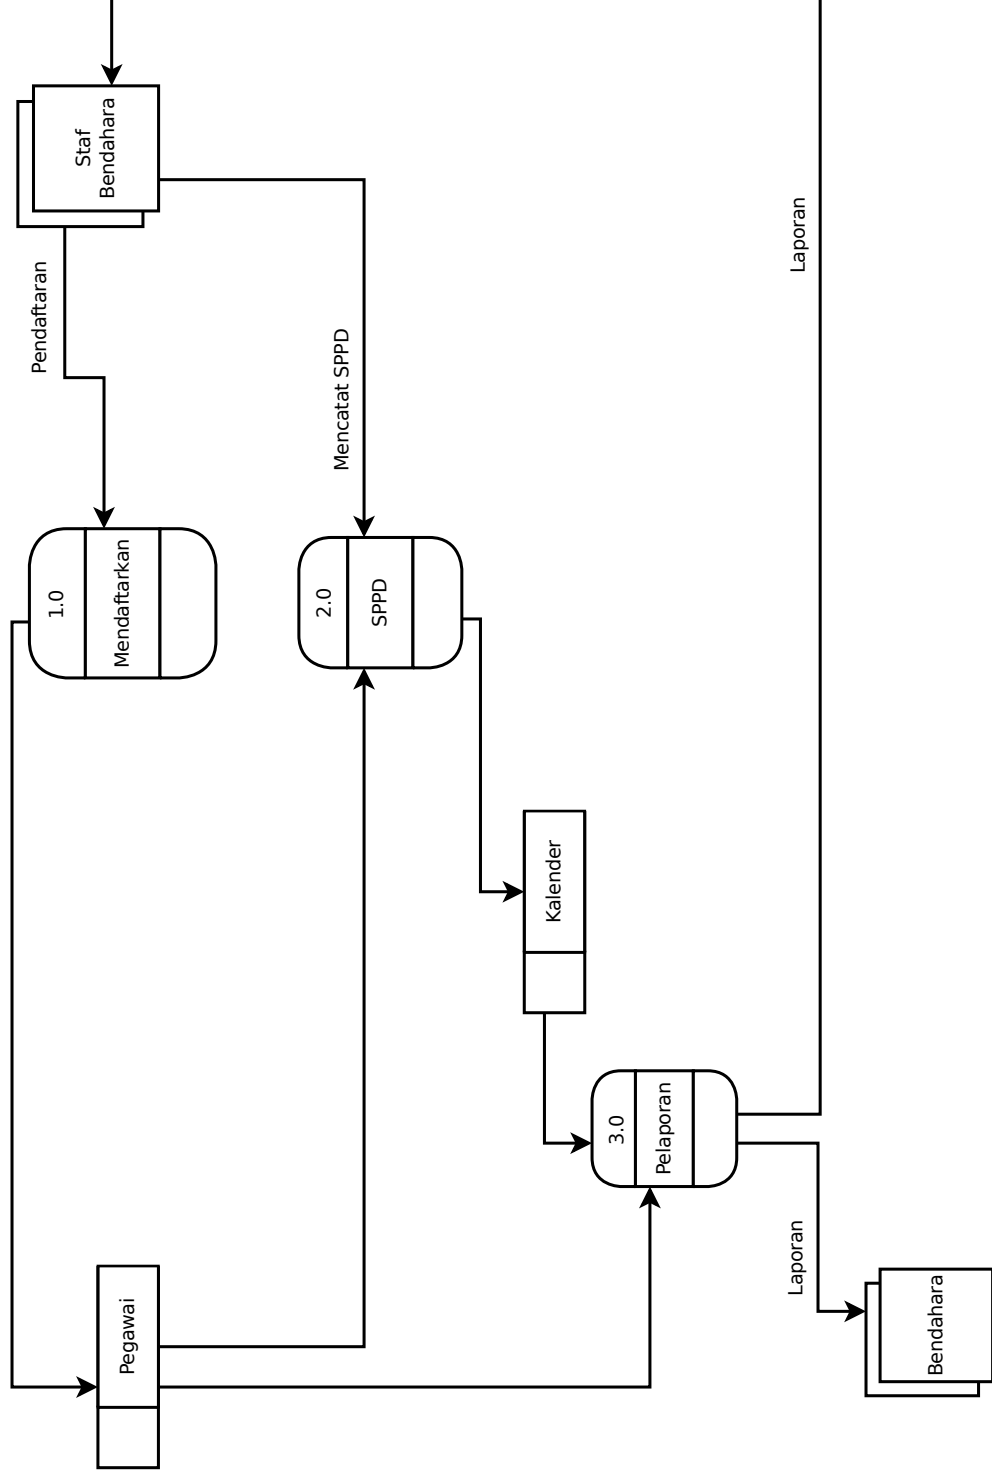 Staf
Bendahara
Pendaftaran
Mencatat SPPD
Laporan
1.0
Mendaftarkan
2.0
SPPD
Kalender
3.0
Pelaporan
Pegawai
Laporan
Bendahara